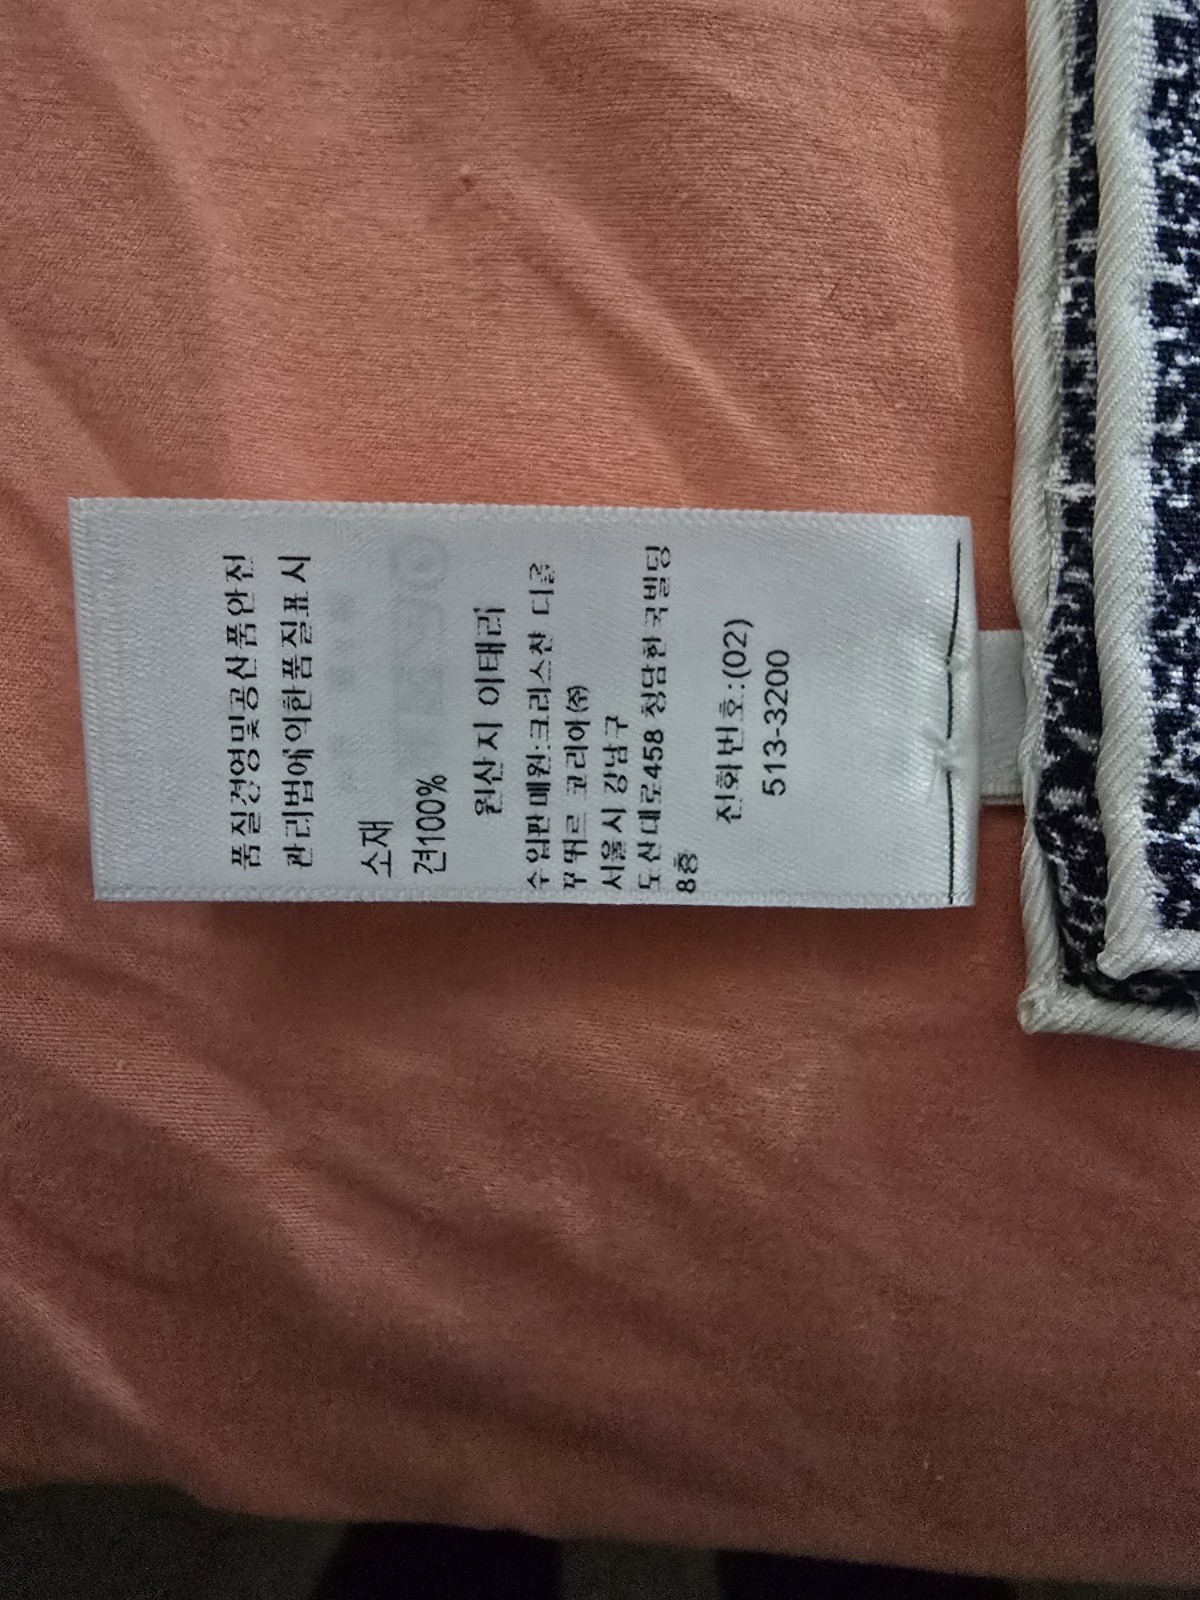 품질경영및공산품안전
관리법에의한품질표시
소재
견100%
원산지 이태리
수입판매원:크리스챤 디올
꾸뛰르 코리아㈜
서울시 강남구
도산대로458 청담한국빌딩
8층
전화번호:(02)
513-3200